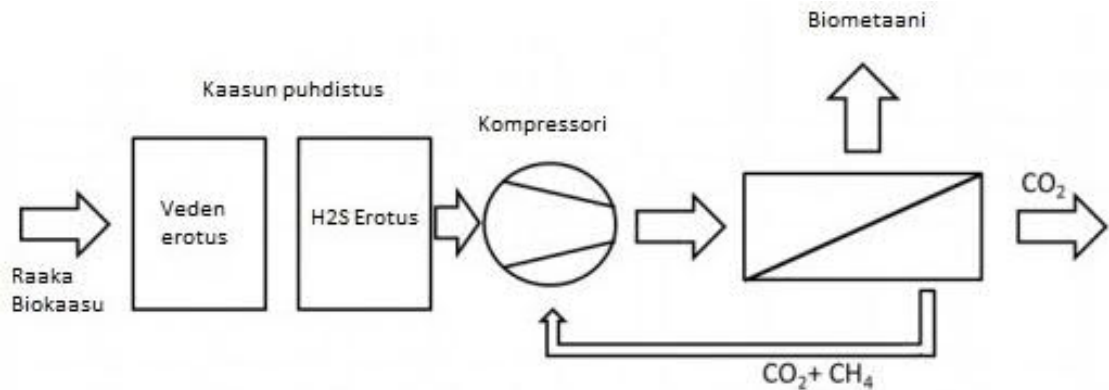 Biometaani
Kaasun puhdistus
Kompressori
Raaka
Biokaasu
Veden
erotus
H2S Erotus
CO₂
CO₂+ CH₄